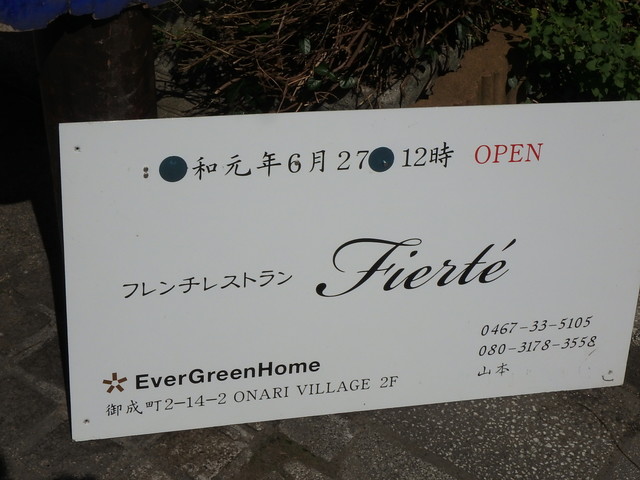 和元年6月27 12時 OPEN
フレンチレストラン Fierté
0467-33-5105
080-3178-3558
山本
EverGreenHome
御成町2-14-2 ONARI VILLAGE 2F